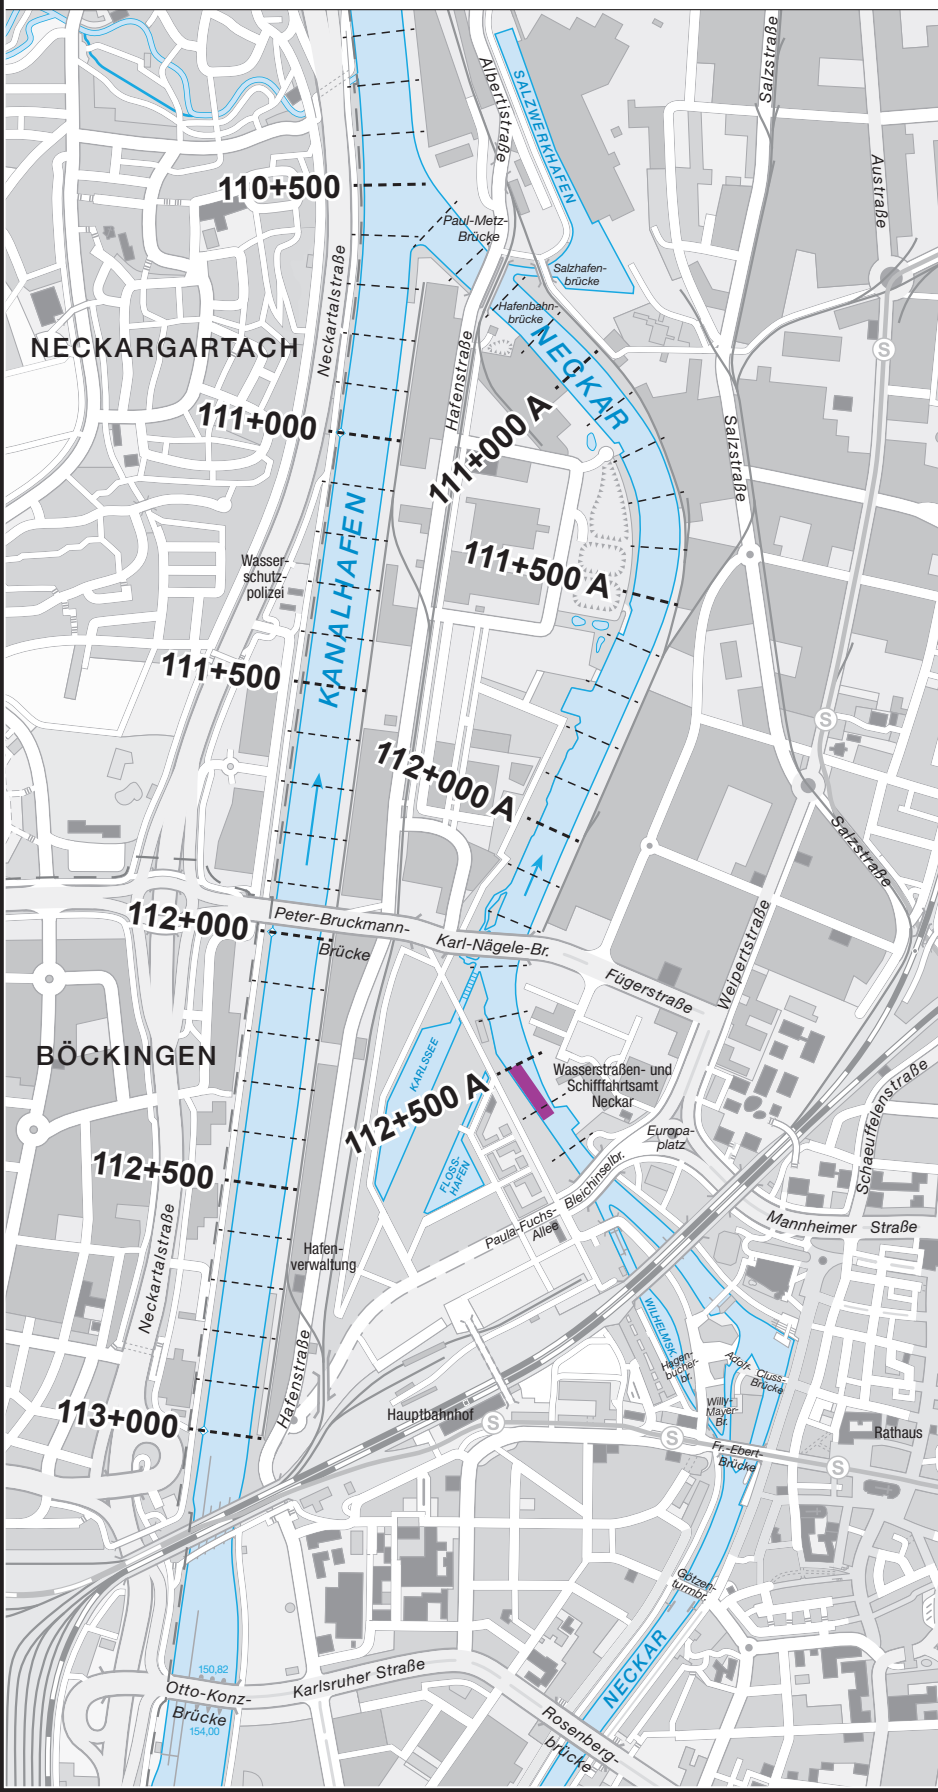 Salzstraße
Albertistraße
SALZWERKHAFEN
Austraße
110+500
Paul-Metz-
Brücke
Salzhafen-
brücke
Neckartalstraße
Hafenbahn-
brücke
NECKARGARTACH
NECKAR
S
Hafenstraße
111+000
111+000 A
Salzstraße
KANALHAFEN
111+500 A
Wasser-
schutz-
polizei
111+500
S
112+000 A
Salzstraße
112+000
Peter-Bruckmann-
Brücke
Karl-Nägele-Br.
Weipertstraße
Fügerstraße
BÖCKINGEN
KARLSSEE
112+500 A
Wasserstraßen- und
Schifffahrtsamt
Neckar
Schaeuffelenstraße
Europa-
platz
112+500
FLOSS-
HAFEN
Bleichinselbr.
Paula-Fuchs-
Allee
Mannheimer Straße
Neckartalstraße
Hafen-
verwaltung
WILHELMSK.
Hagen-
bucher-
br.
Adolf-
Cluss-
Brücke
Hafenstraße
Willy-
Mayer-
Br.
113+000
Hauptbahnhof
S
S
Rathaus
Fr.-Ebert-
Brücke
S
Götzen-
turmbr.
NECKAR
150,82
Otto-Konz-
Brücke
Karlsruher Straße
154,00
Rosenberg-
brücke